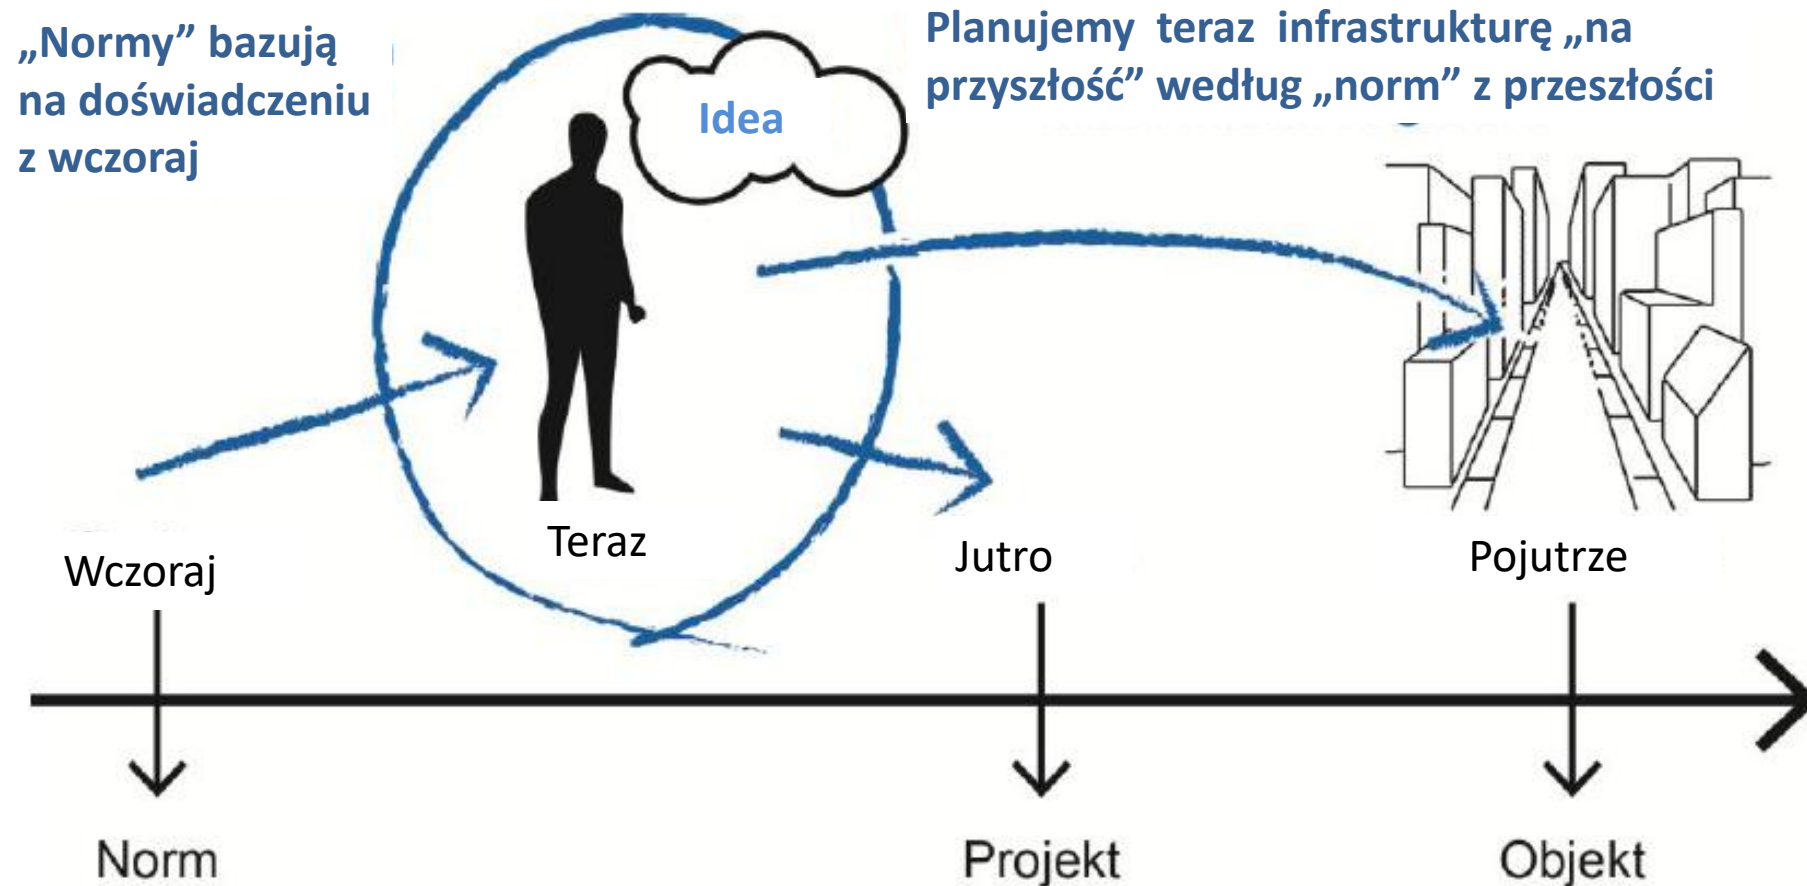 „Normy” bazują
na doświadczeniu
z wczoraj
Planujemy teraz infrastrukturę „na
przyszłość” według „norm” z przeszłości
Idea
Wczoraj
Teraz
Jutro
Pojutrze
Norm
Projekt
Objekt